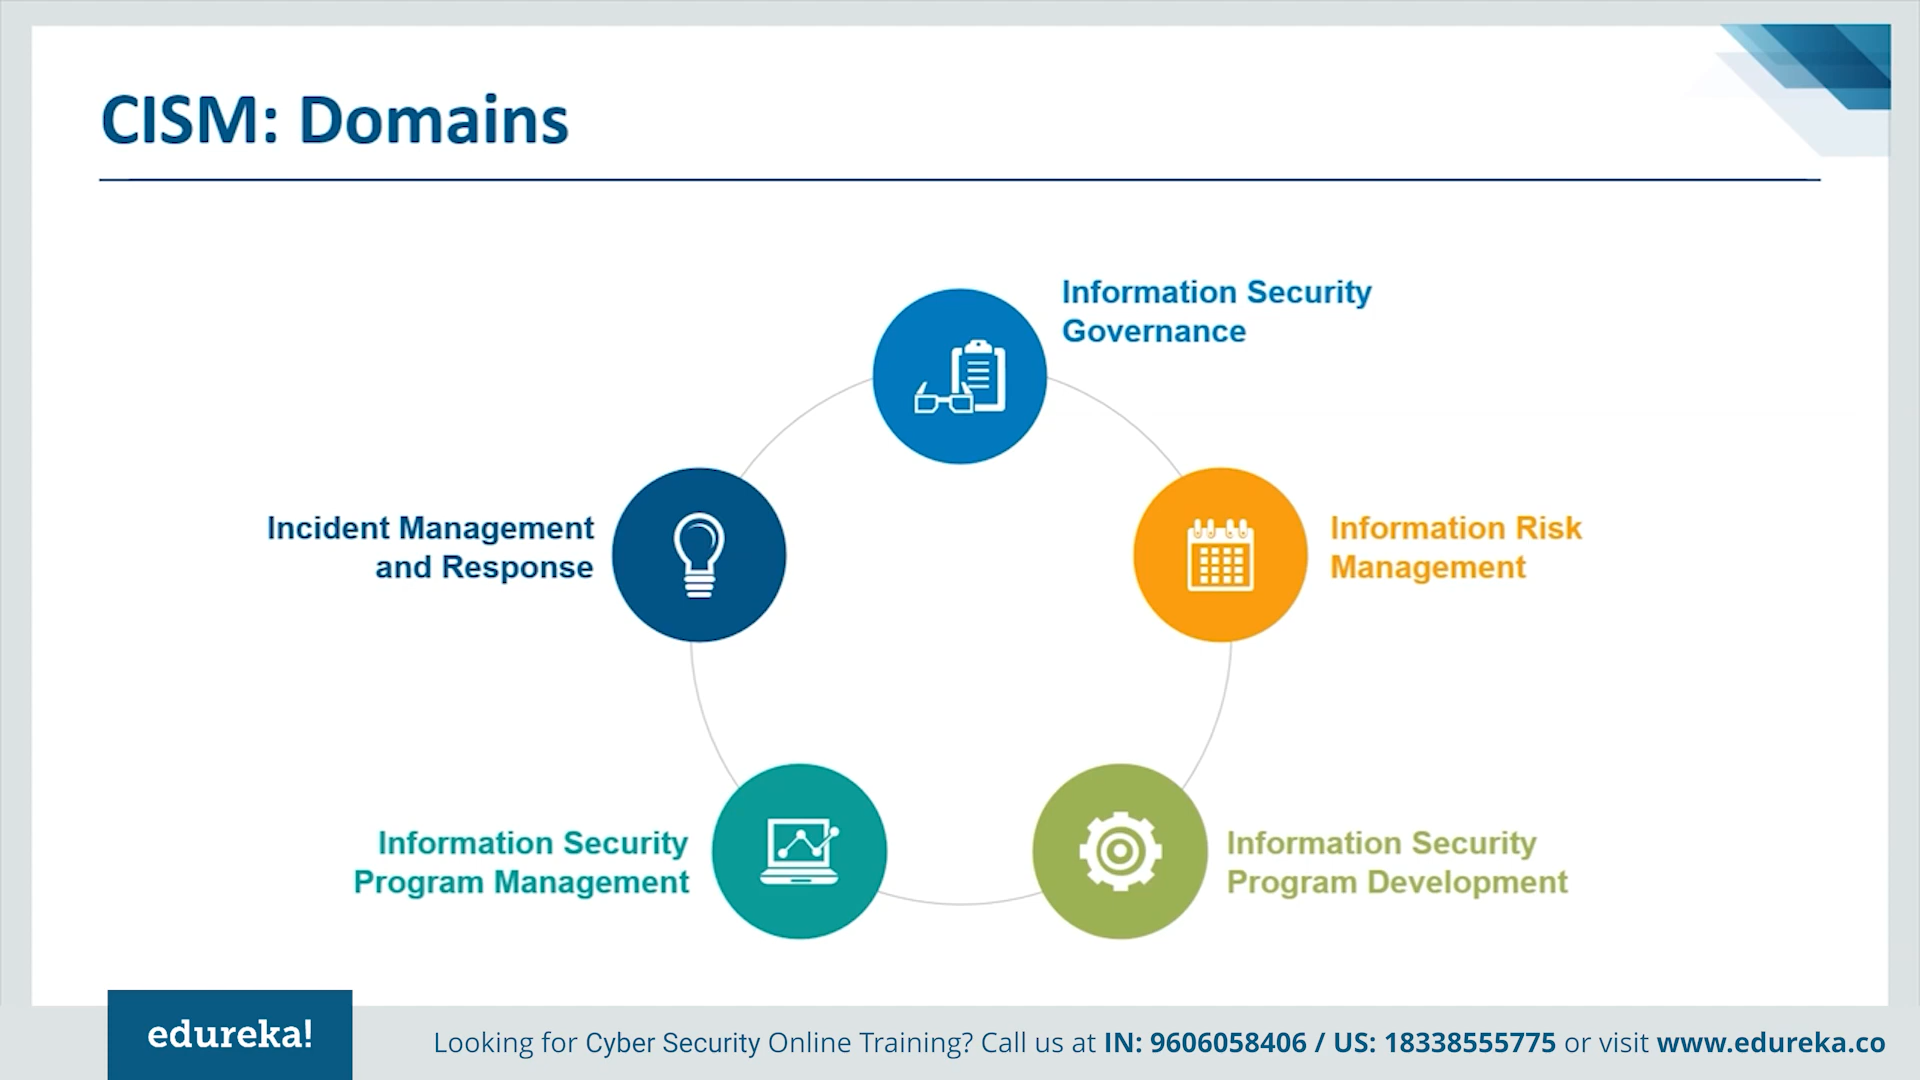 CISM: Domains
Information Security
Governance
Incident Management
and Response
Information Risk
Management
Information Security
Program Management
Information Security
Program Development
edureka!
Looking for Cyber Security Online Training? Call us at IN: 9606058406 / US: 18338555775 or visit www.edureka.co